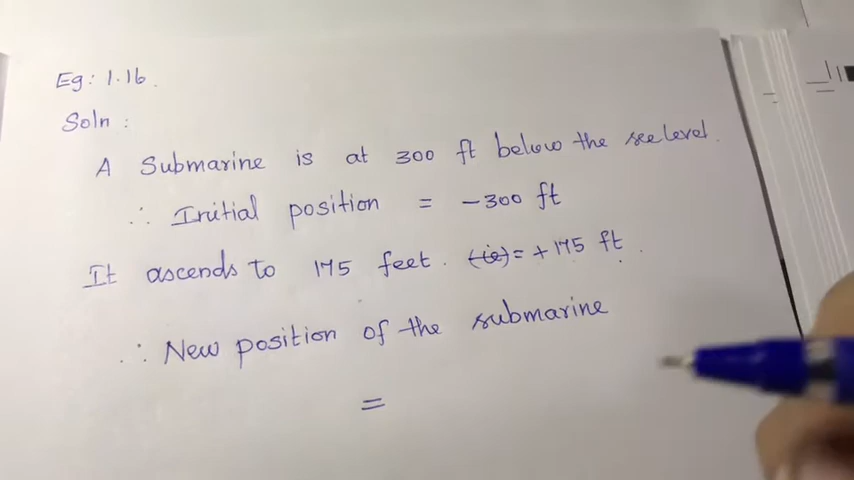 Eg: 1.16.
Soln :
A Submarine is at 300 ft below the see level.
∴ Initial position = -300 ft
It ascends to 175 feet. (ie) = + 175 ft.
∴ New position of the submarine
=